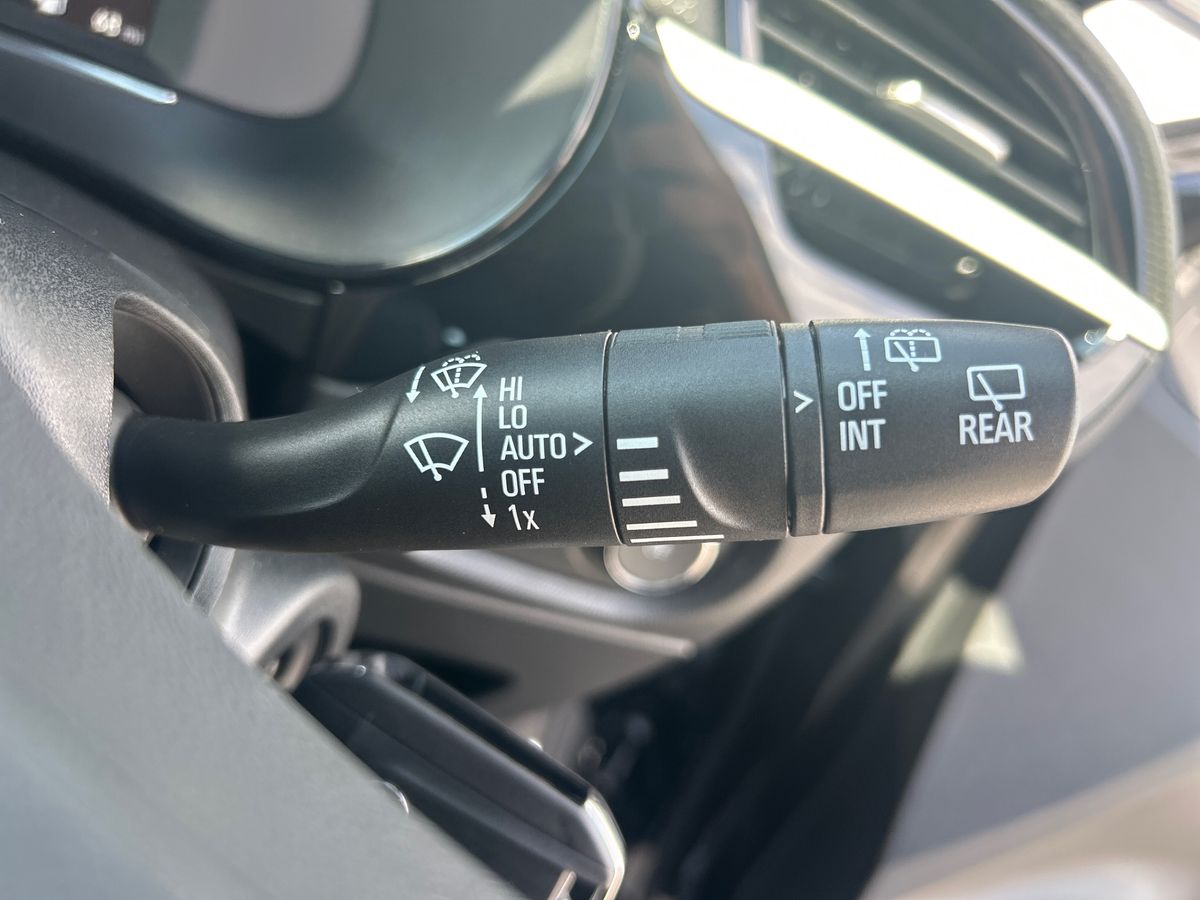 HI
LO
AUTO >
OFF
1x
>
OFF
INT
REAR